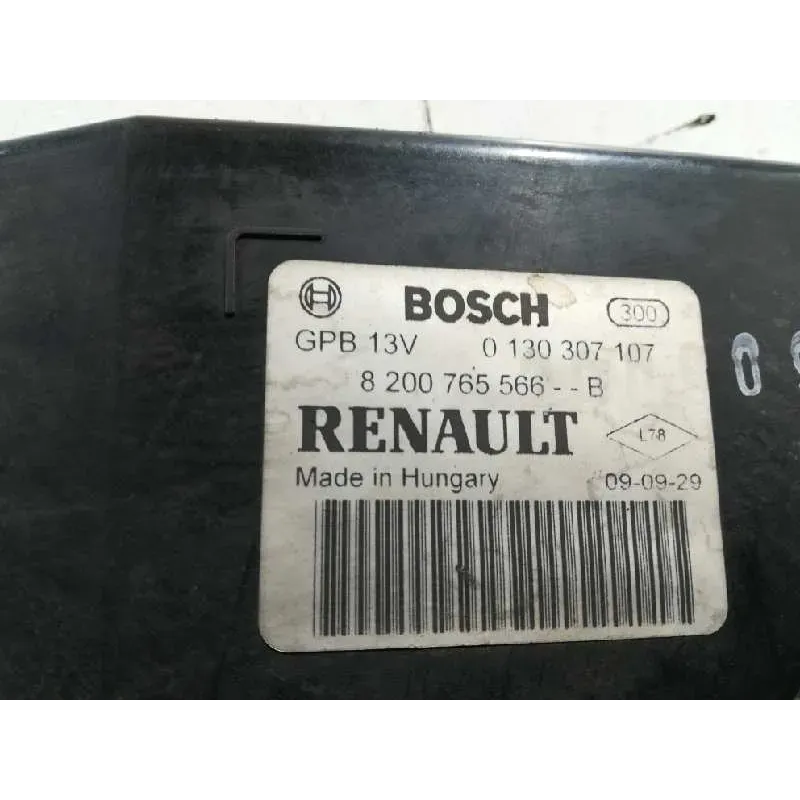 BOSCH 300
GPB 13V 0 130 307 107
8 200 765 566 - - B
RENAULT L78
Made in Hungary 09-09-29
0